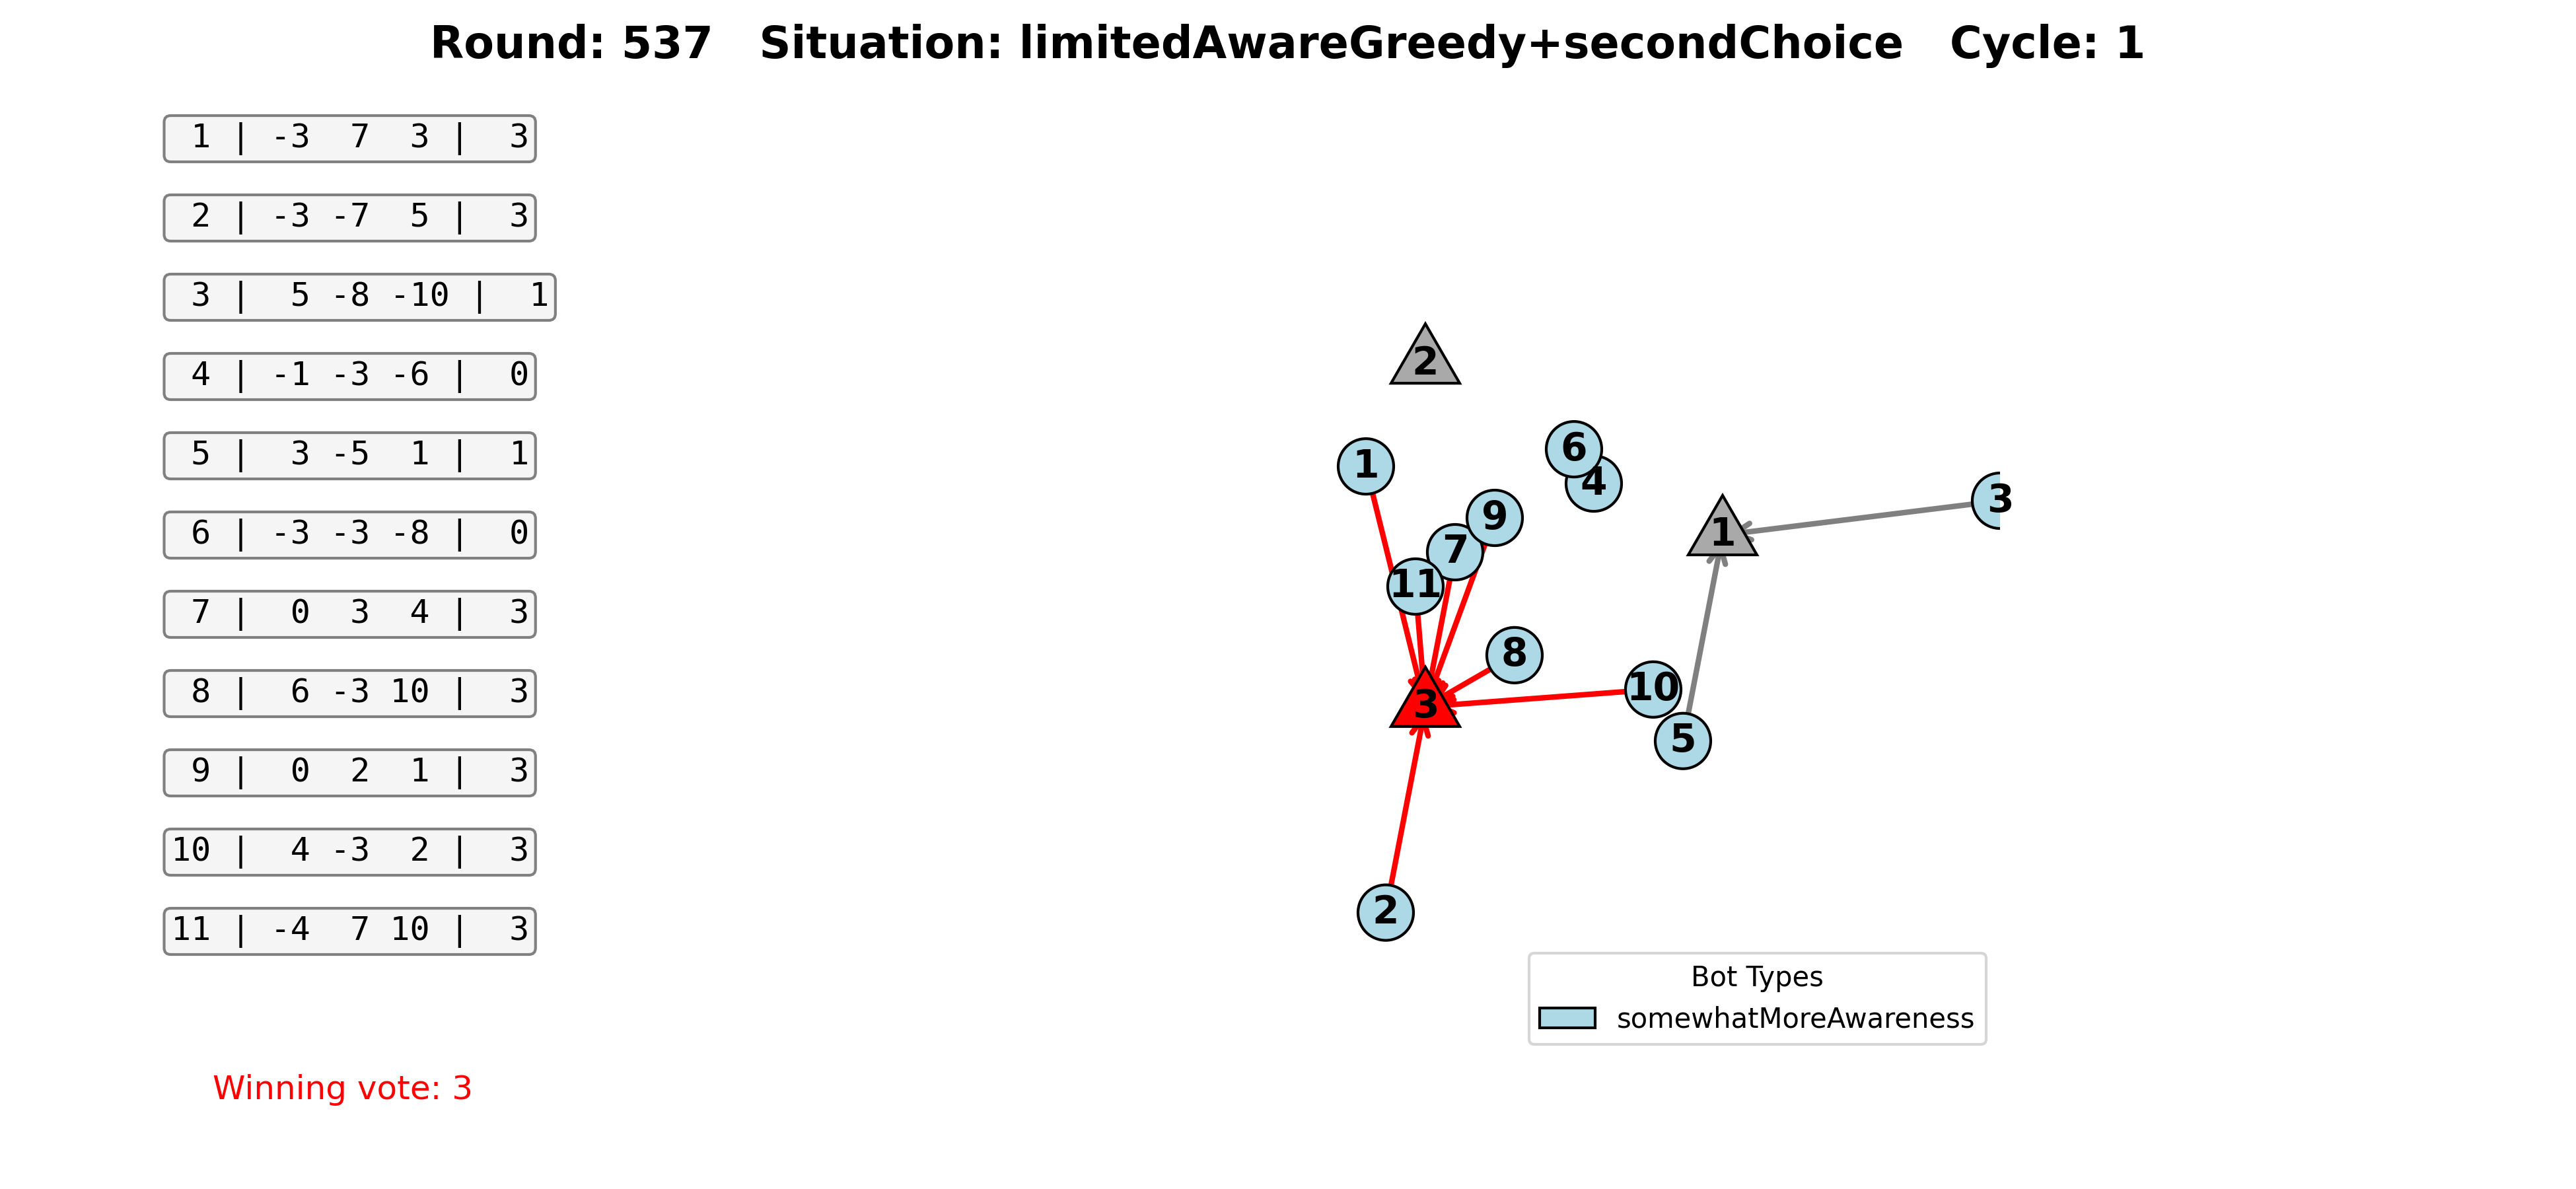 Round: 537   Situation: limitedAwareGreedy+secondChoice   Cycle: 1
1 | -3 7 3 | 3
2 | -3 -7 5 | 3
3 | 5 -8 -10 | 1
4 | -1 -3 -6 | 0
5 | 3 -5 1 | 1
6 | -3 -3 -8 | 0
7 | 0 3 4 | 3
8 | 6 -3 10 | 3
9 | 0 2 1 | 3
10 | 4 -3 2 | 3
11 | -4 7 10 | 3
Winning vote: 3
2
1
6
4
9
3
1
7
11
8
10
3
5
2
Bot Types
somewhatMoreAwareness